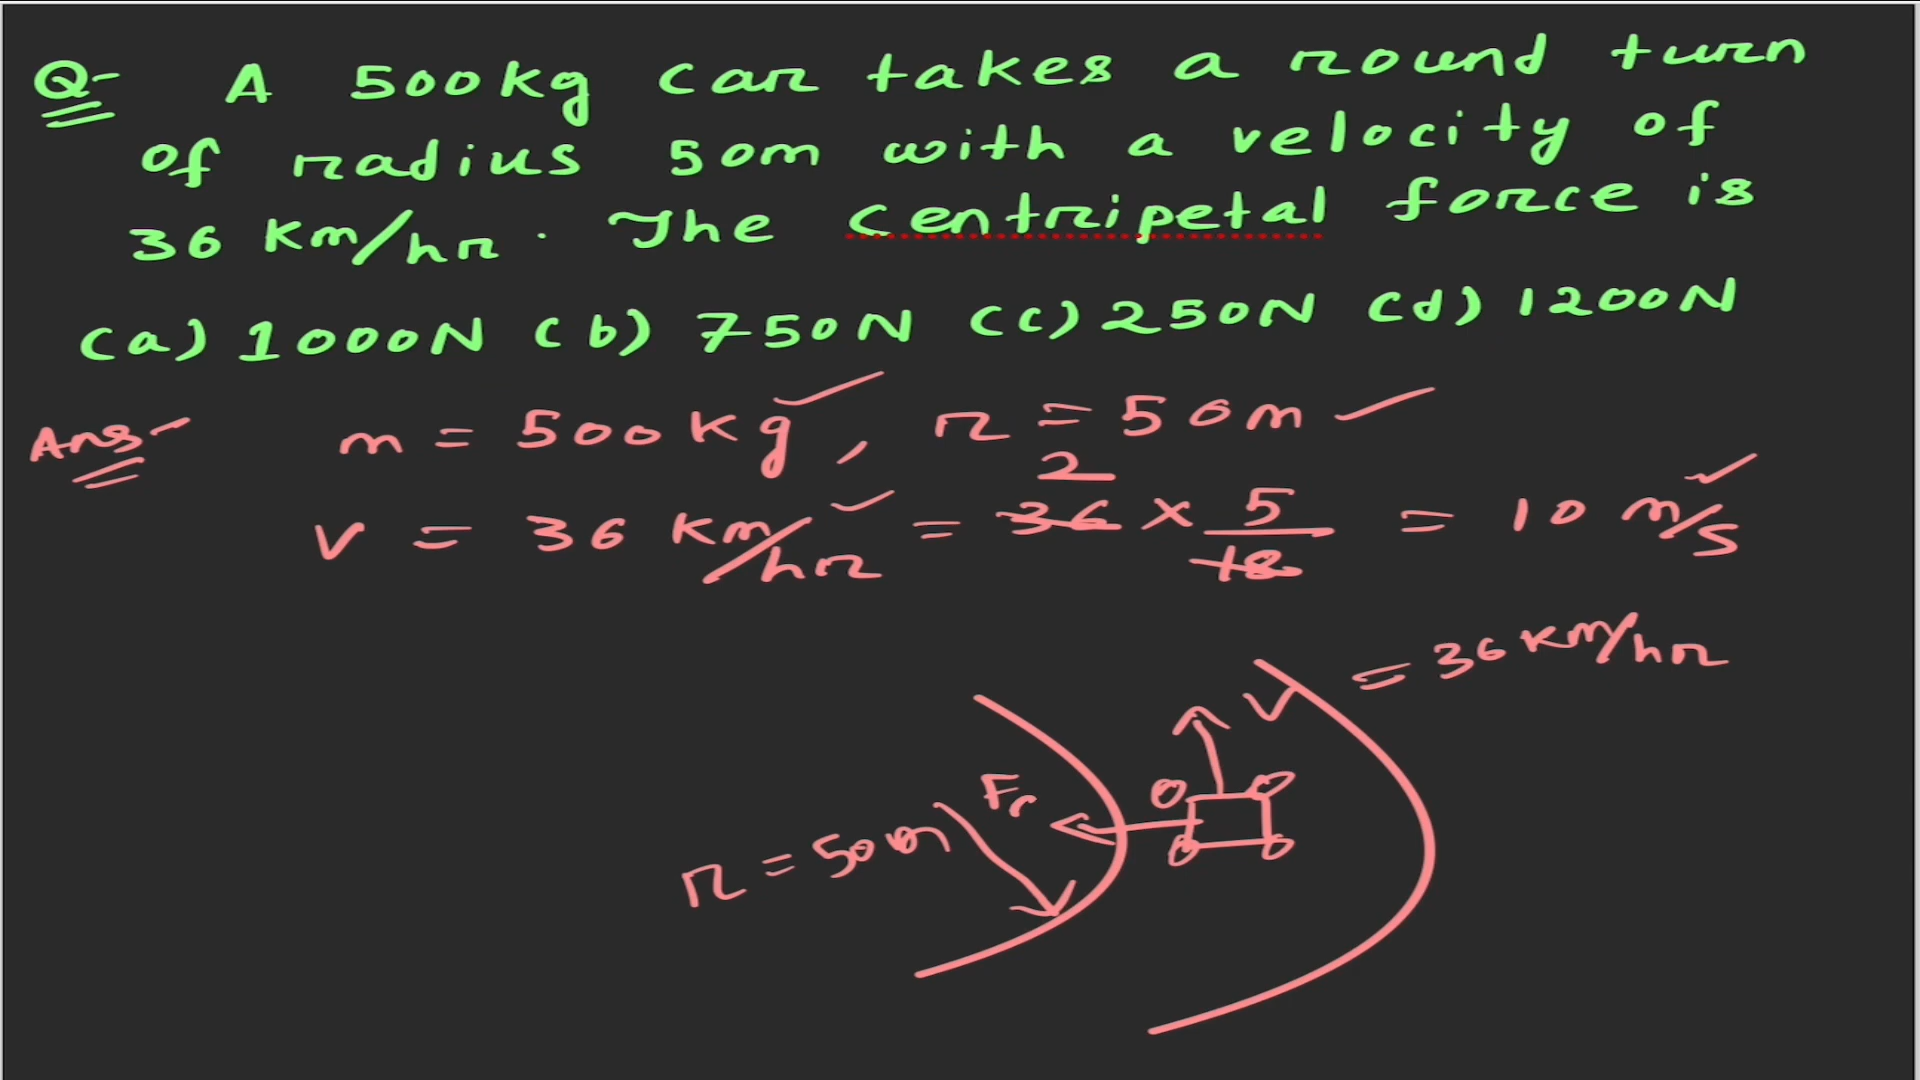 Q- A 500kg car takes a round turn
of radius 50m with a velocity of
36 Km/hr. The centripetal force is
(a) 1000N (b) 750N (c) 250N (d) 1200N
Ans- m = 500kg, r = 50m
2
v = 36 Km/hr = 36 × 5/18 = 10 m/s
V = 36 Km/hr
Fc
r = 50m